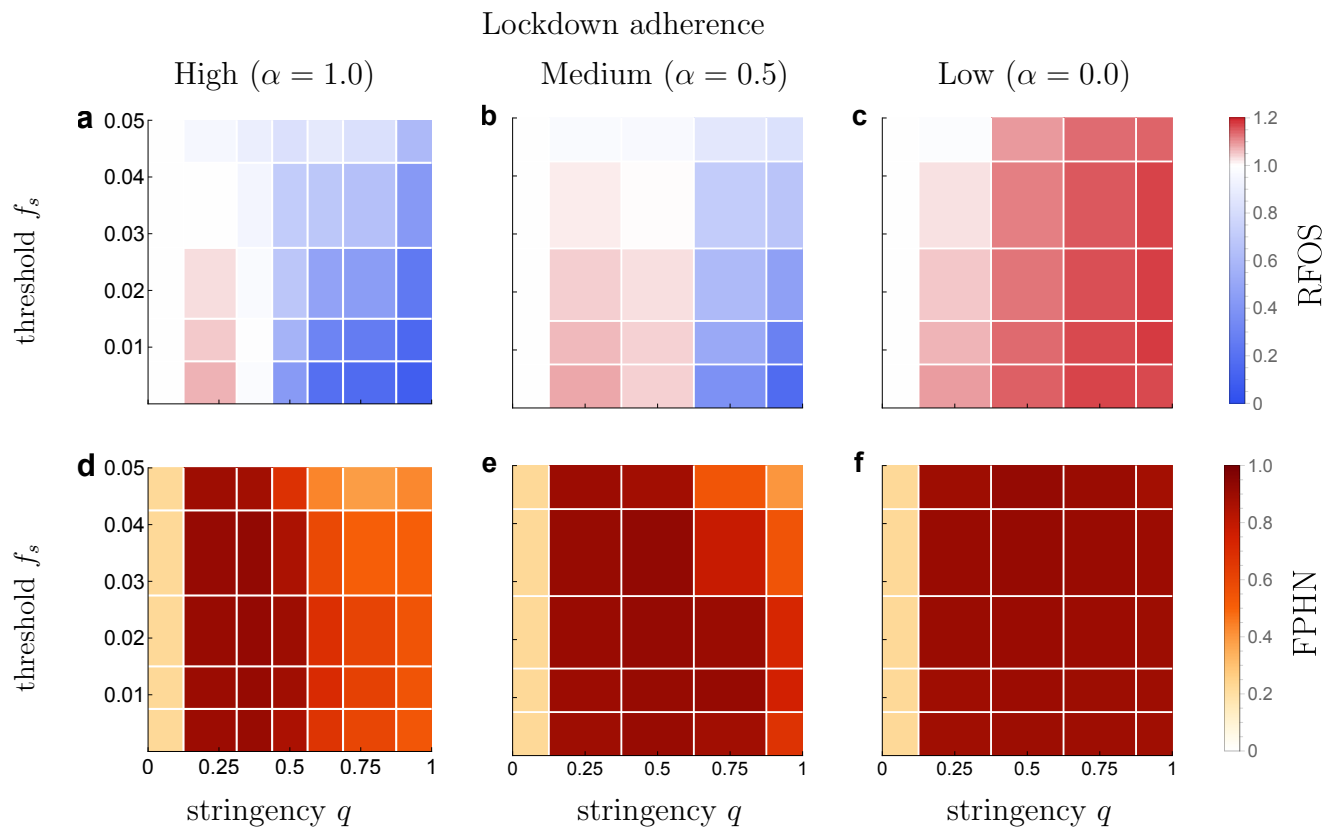 Lockdown adherence
High (α = 1.0)
Medium (α = 0.5)
Low (α = 0.0)
a
b
c
threshold f_s
0.05
0.04
0.03
0.02
0.01
1.2
1.0
0.8
0.6
0.4
0.2
0
RFOS
d
e
f
threshold f_s
0.05
0.04
0.03
0.02
0.01
1.0
0.8
0.6
0.4
0.2
0
FPHN
0 0.25 0.5 0.75 1
0 0.25 0.5 0.75 1
0 0.25 0.5 0.75 1
stringency q
stringency q
stringency q